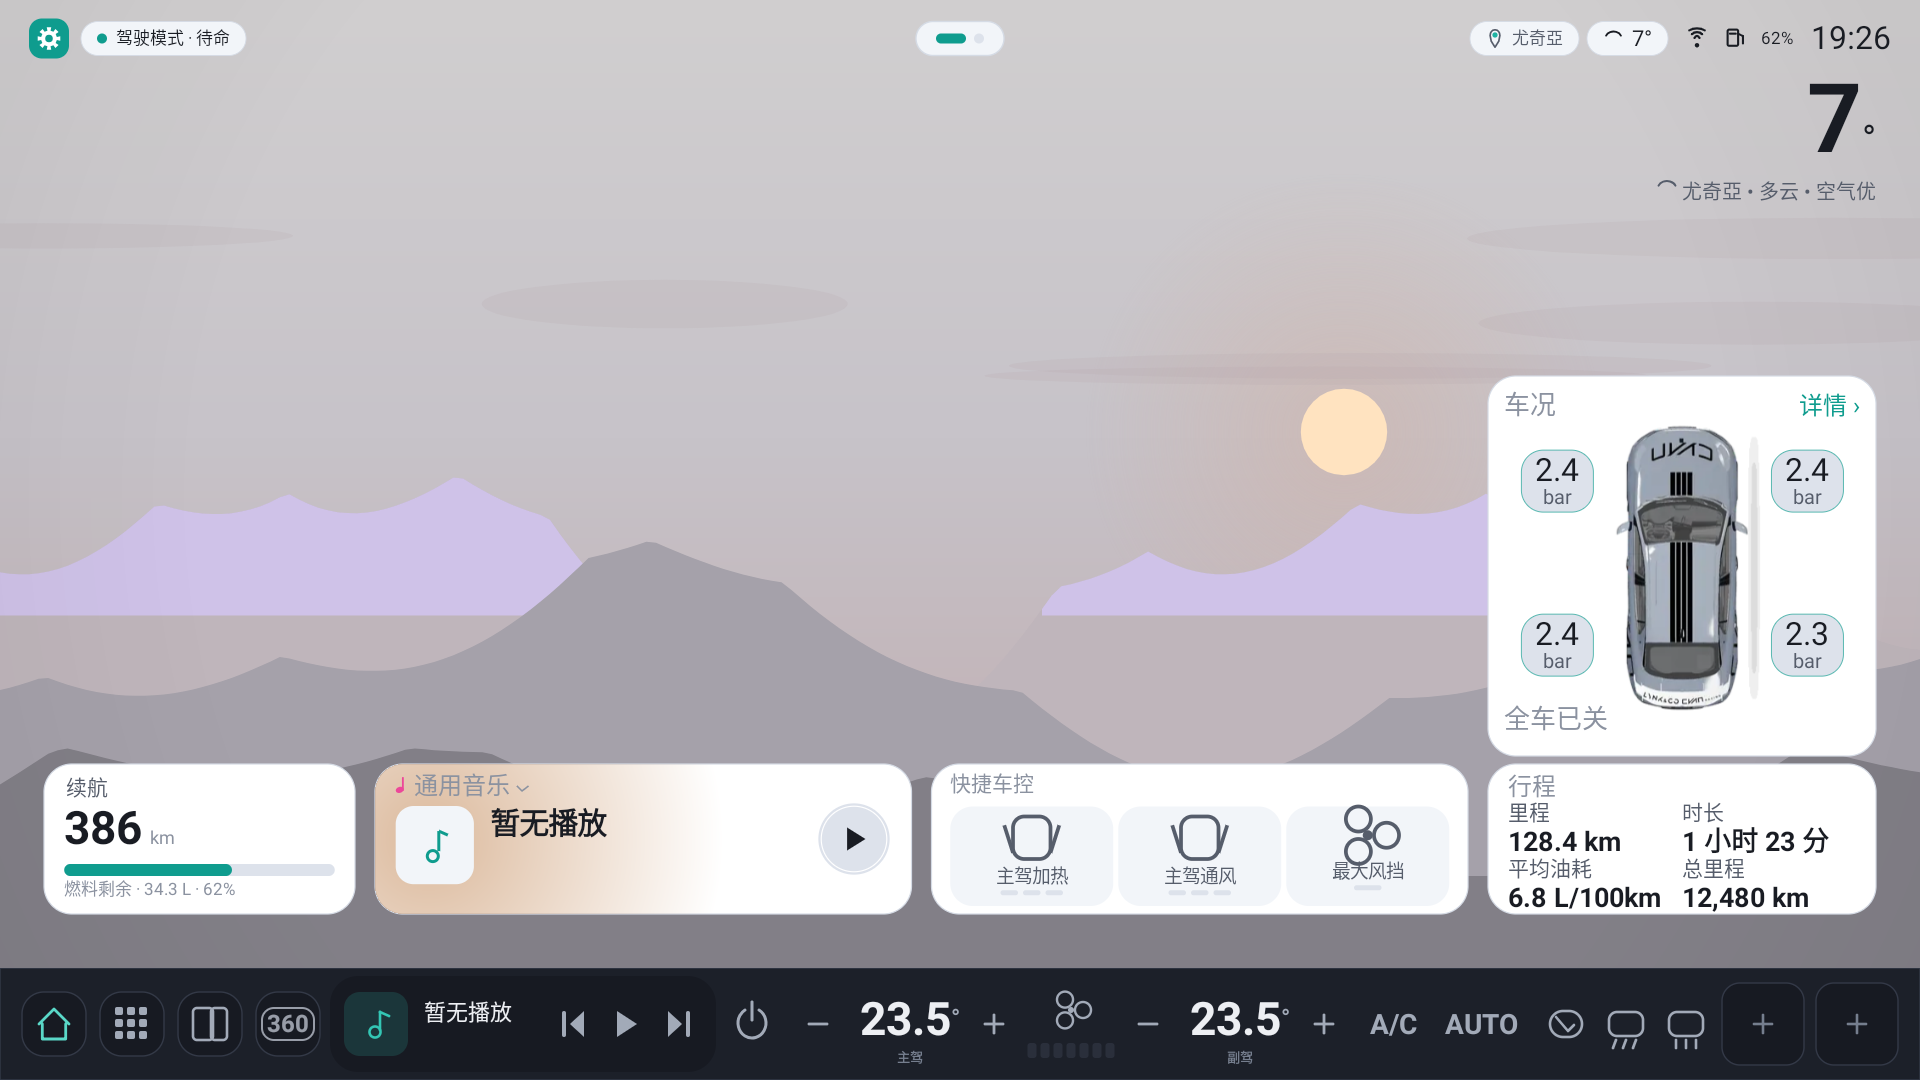 驾驶模式 · 待命
尤奇亞
7°
62%
19:26
7°
尤奇亞 • 多云 • 空气优
车况
详情 ›
2.4
bar
2.4
bar
2.4
bar
2.3
bar
全车已关
续航
386 km
燃料剩余 · 34.3 L · 62%
通用音乐
暂无播放
快捷车控
主驾加热
主驾通风
最大风挡
行程
里程
128.4 km
时长
1 小时 23 分
平均油耗
6.8 L/100km
总里程
12,480 km
360
暂无播放
23.5°
主驾
23.5°
副驾
A/C
AUTO